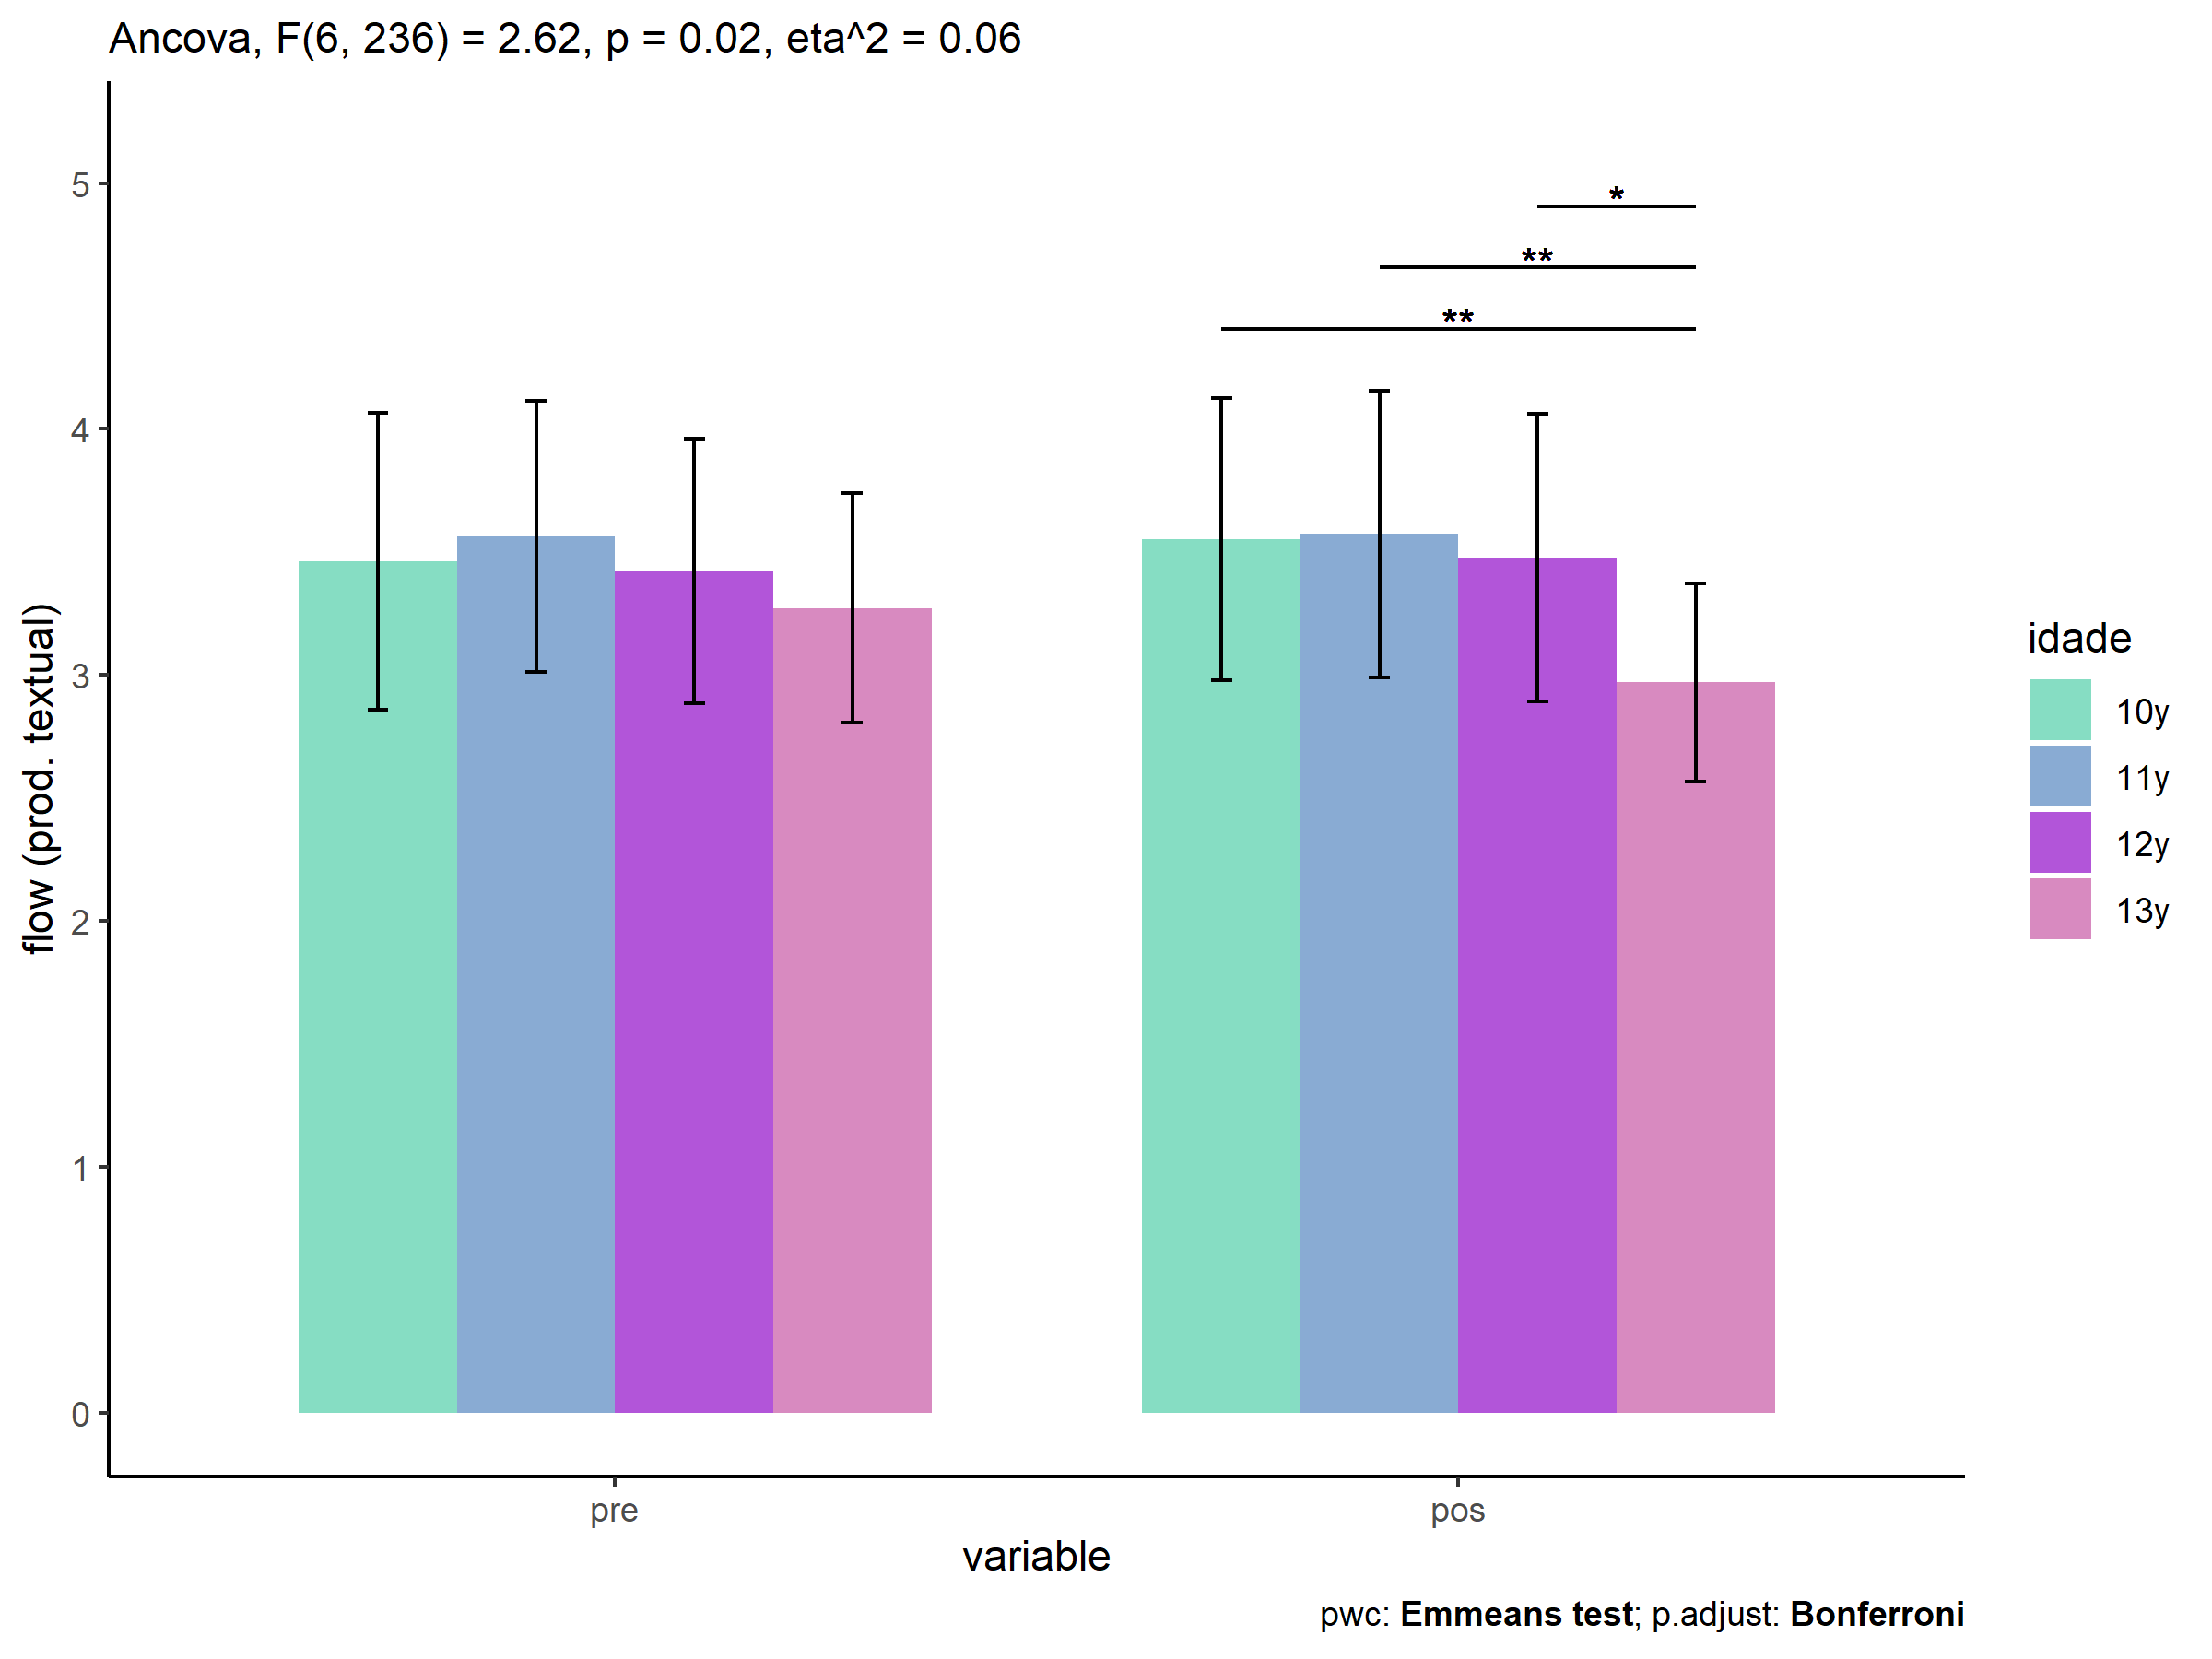 Ancova, F(6, 236) = 2.62, p = 0.02, eta^2 = 0.06
flow (prod. textual)
5
4
3
2
1
0
*
**
**
pre
pos
variable
idade
10y
11y
12y
13y
pwc: Emmeans test; p.adjust: Bonferroni